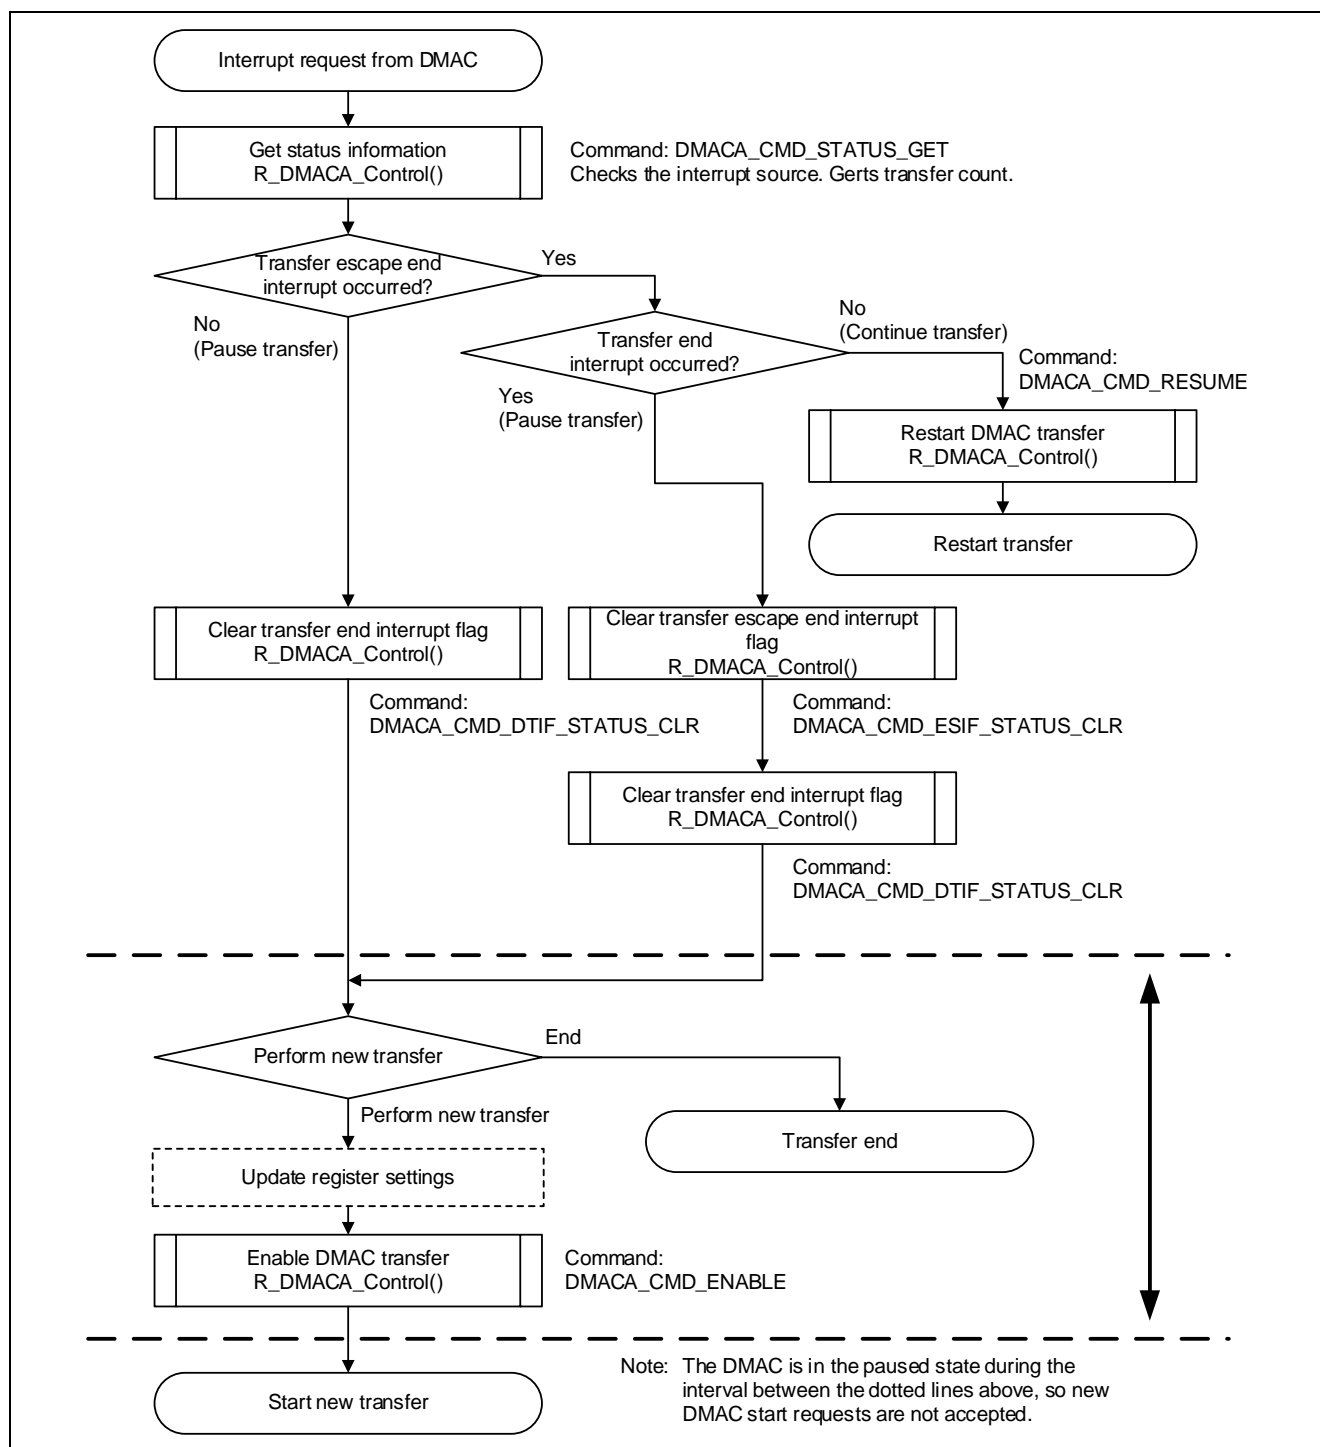 Interrupt request from DMAC
Get status information
R_DMACA_Control()
Command: DMACA_CMD_STATUS_GET
Checks the interrupt source. Gerts transfer count.
Transfer escape end
interrupt occurred?
Yes
No
(Pause transfer)
Transfer end
interrupt occurred?
No
(Continue transfer)
Yes
(Pause transfer)
Command:
DMACA_CMD_RESUME
Restart DMAC transfer
R_DMACA_Control()
Restart transfer
Clear transfer end interrupt flag
R_DMACA_Control()
Command:
DMACA_CMD_DTIF_STATUS_CLR
Clear transfer escape end interrupt
flag
R_DMACA_Control()
Command:
DMACA_CMD_ESIF_STATUS_CLR
Clear transfer end interrupt flag
R_DMACA_Control()
Command:
DMACA_CMD_DTIF_STATUS_CLR
Perform new transfer
End
Perform new transfer
Transfer end
Update register settings
Enable DMAC transfer
R_DMACA_Control()
Command:
DMACA_CMD_ENABLE
Start new transfer
Note: The DMAC is in the paused state during the
interval between the dotted lines above, so new
DMAC start requests are not accepted.